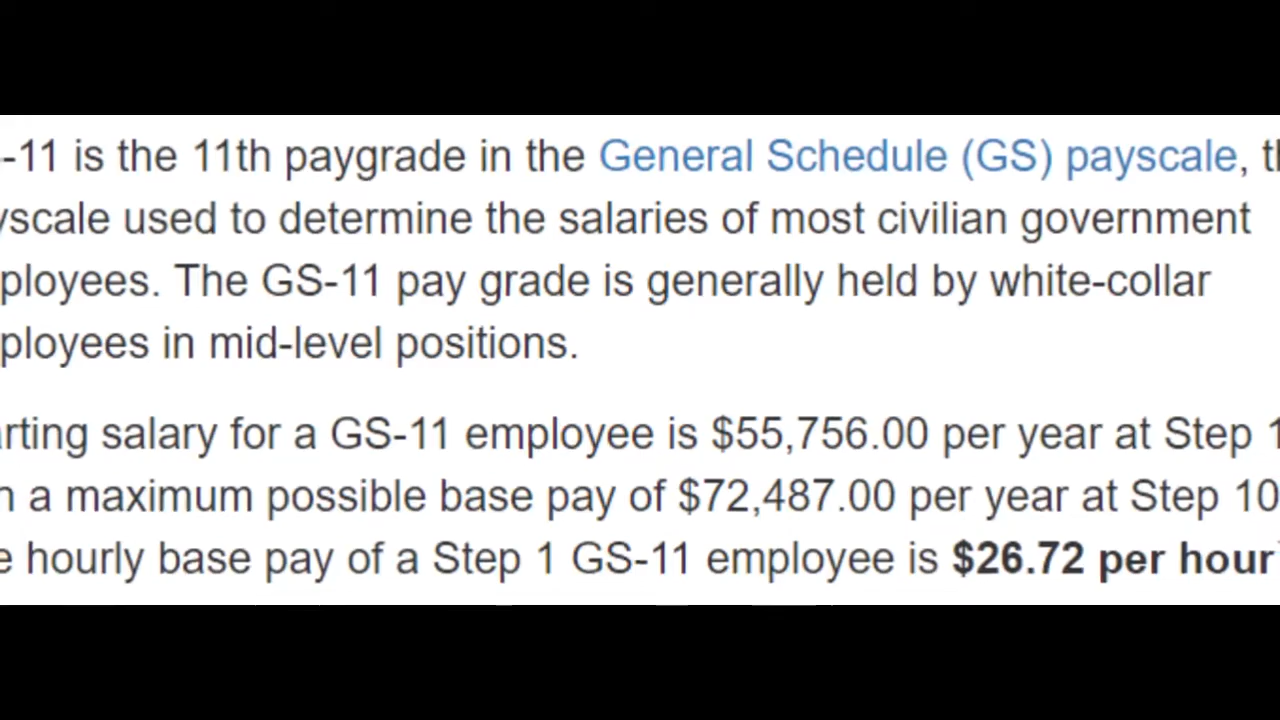 -11 is the 11th paygrade in the General Schedule (GS) payscale, th
yscale used to determine the salaries of most civilian government
ployees. The GS-11 pay grade is generally held by white-collar
ployees in mid-level positions.
arting salary for a GS-11 employee is $55,756.00 per year at Step 1
h a maximum possible base pay of $72,487.00 per year at Step 10
e hourly base pay of a Step 1 GS-11 employee is $26.72 per hour